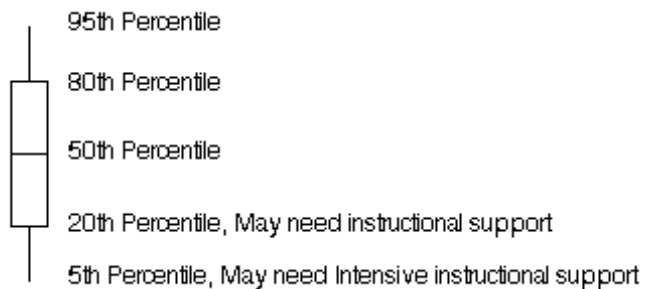 95th Percentile
80th Percentile
50th Percentile
20th Percentile, May need instructional support
5th Percentile, May need Intensive instructional support